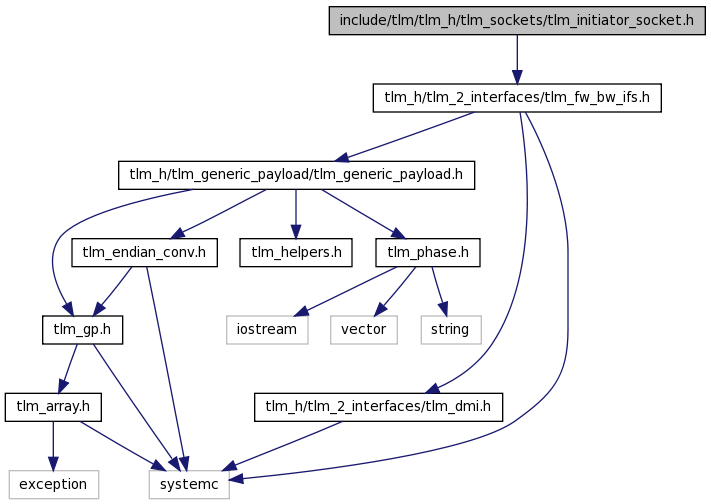 include/tlm/tlm_h/tlm_sockets/tlm_initiator_socket.h
tlm_h/tlm_2_interfaces/tlm_fw_bw_ifs.h
tlm_h/tlm_generic_payload/tlm_generic_payload.h
tlm_endian_conv.h
tlm_helpers.h
tlm_phase.h
tlm_gp.h
iostream
vector
string
tlm_array.h
tlm_h/tlm_2_interfaces/tlm_dmi.h
exception
systemc